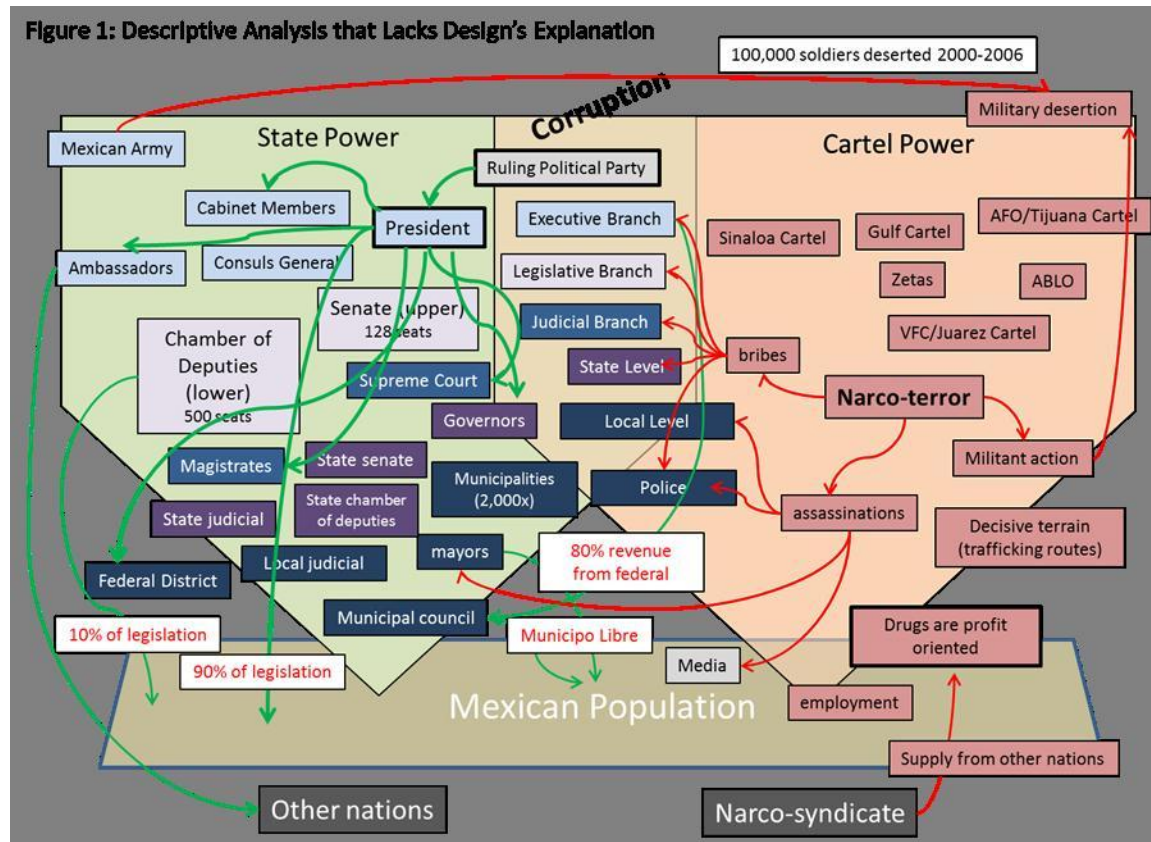 Figure 1: Descriptive Analysis that Lacks Design's Explanation
100,000 soldiers deserted 2000-2006
Corruption
Military desertion
State Power
Cartel Power
Mexican Army
Ruling Political Party
Cabinet Members
President
Executive Branch
Sinaloa Cartel
Gulf Cartel
AFO/Tijuana Cartel
Ambassadors
Consuls General
Legislative Branch
Zetas
ABLO
Senate (upper)
128 seats
Judicial Branch
VFC/Juarez Cartel
Chamber of
Deputies
(lower)
500 seats
State Level
bribes
Supreme Court
Narco-terror
Governors
Local Level
Magistrates
State senate
Militant action
Municipalities
(2,000x)
Police
State judicial
State chamber
of deputies
assassinations
Decisive terrain
(trafficking routes)
mayors
80% revenue
from federal
Local judicial
Federal District
Municipal council
10% of legislation
Municipo Libre
Drugs are profit
oriented
90% of legislation
Media
Mexican Population
employment
Supply from other nations
Other nations
Narco-syndicate